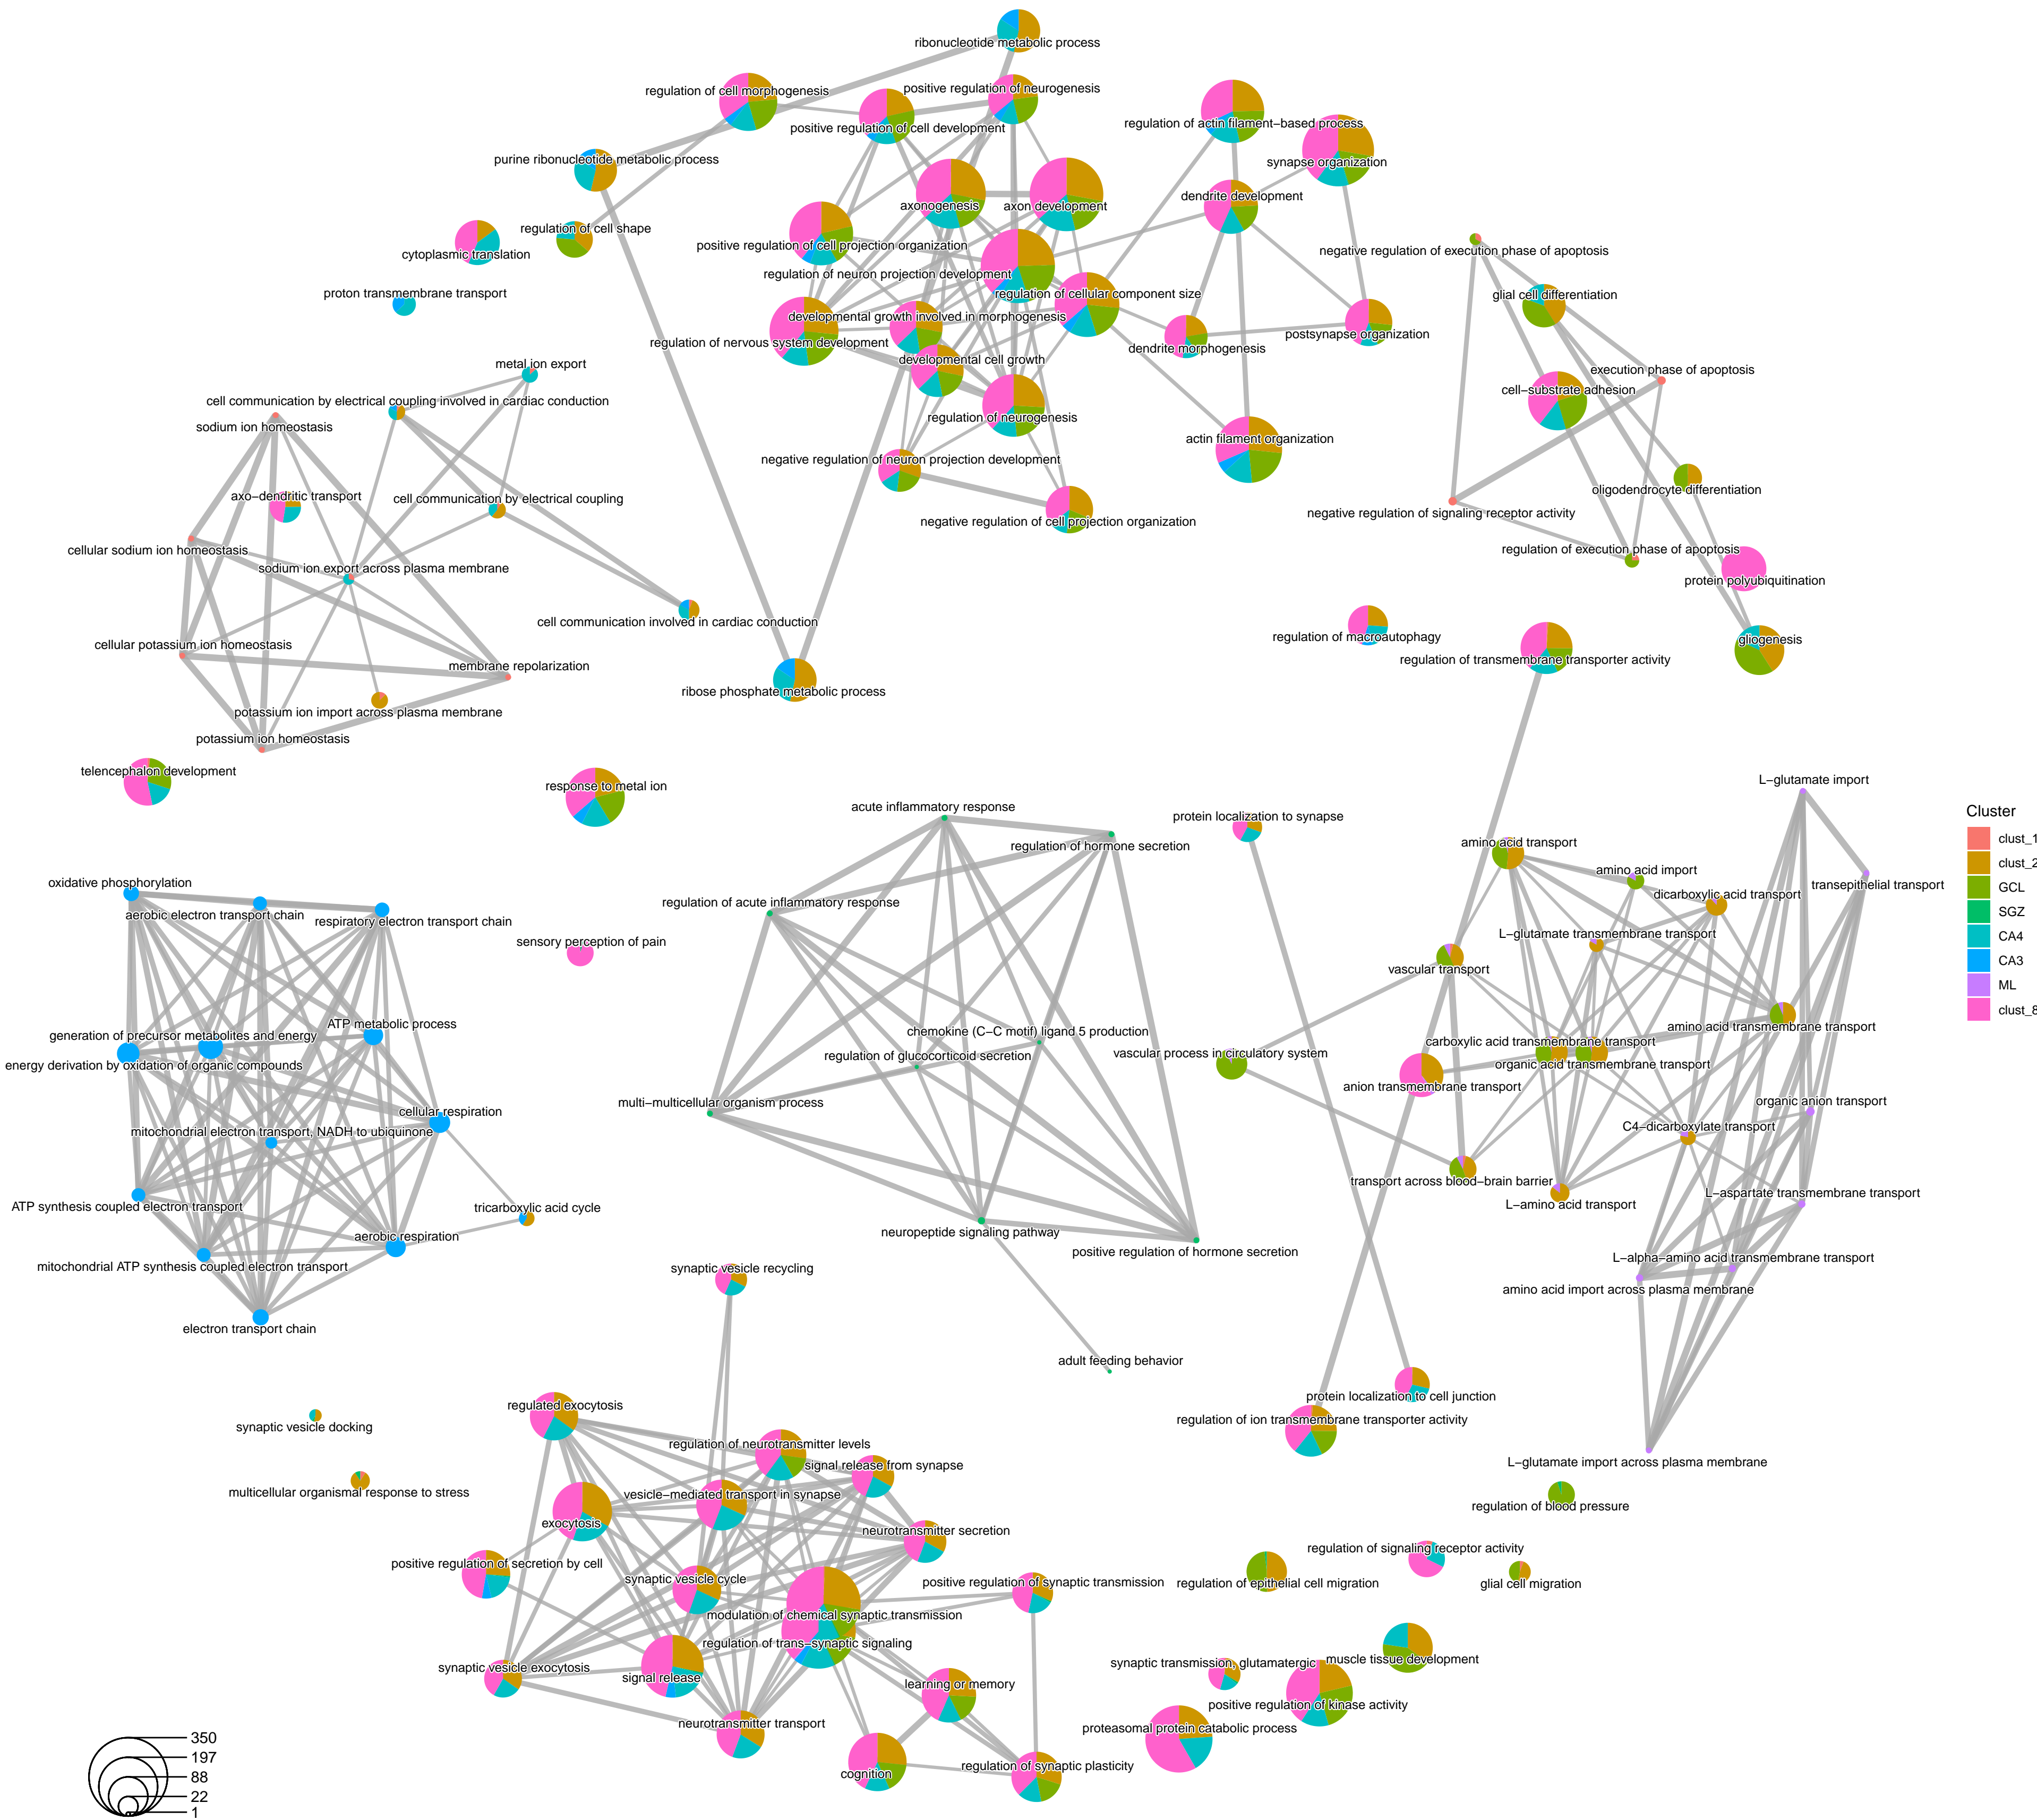 ribonucleotide metabolic process
regulation of cell morphogenesis
positive regulation of neurogenesis
positive regulation of cell development
regulation of actin filament−based process
purine ribonucleotide metabolic process
synapse organization
dendrite development
axonogenesis
axon development
regulation of cell shape
cytoplasmic translation
positive regulation of cell projection organization
negative regulation of execution phase of apoptosis
regulation of neuron projection development
proton transmembrane transport
regulation of cellular component size
glial cell differentiation
developmental growth involved in morphogenesis
regulation of nervous system development
postsynapse organization
dendrite morphogenesis
metal ion export
developmental cell growth
execution phase of apoptosis
cell−substrate adhesion
cell communication by electrical coupling involved in cardiac conduction
sodium ion homeostasis
regulation of neurogenesis
actin filament organization
negative regulation of neuron projection development
oligodendrocyte differentiation
axo−dendritic transport
cell communication by electrical coupling
negative regulation of signaling receptor activity
negative regulation of cell projection organization
cellular sodium ion homeostasis
regulation of execution phase of apoptosis
sodium ion export across plasma membrane
protein polyubiquitination
cell communication involved in cardiac conduction
regulation of macroautophagy
gliogenesis
cellular potassium ion homeostasis
regulation of transmembrane transporter activity
membrane repolarization
ribose phosphate metabolic process
potassium ion import across plasma membrane
potassium ion homeostasis
telencephalon development
L−glutamate import
response to metal ion
acute inflammatory response
protein localization to synapse
Cluster
clust_1
clust_2
GCL
SGZ
CA4
CA3
ML
clust_8
regulation of hormone secretion
amino acid transport
amino acid import
oxidative phosphorylation
transepithelial transport
dicarboxylic acid transport
regulation of acute inflammatory response
aerobic electron transport chain
respiratory electron transport chain
L−glutamate transmembrane transport
sensory perception of pain
vascular transport
ATP metabolic process
generation of precursor metabolites and energy
amino acid transmembrane transport
chemokine (C−C motif) ligand 5 production
carboxylic acid transmembrane transport
regulation of glucocorticoid secretion
vascular process in circulatory system
energy derivation by oxidation of organic compounds
organic acid transmembrane transport
anion transmembrane transport
multi−multicellular organism process
organic anion transport
cellular respiration
C4−dicarboxylate transport
mitochondrial electron transport, NADH to ubiquinone
transport across blood−brain barrier
L−aspartate transmembrane transport
ATP synthesis coupled electron transport
tricarboxylic acid cycle
L−amino acid transport
neuropeptide signaling pathway
aerobic respiration
positive regulation of hormone secretion
L−alpha−amino acid transmembrane transport
mitochondrial ATP synthesis coupled electron transport
synaptic vesicle recycling
amino acid import across plasma membrane
electron transport chain
adult feeding behavior
protein localization to cell junction
regulated exocytosis
regulation of ion transmembrane transporter activity
synaptic vesicle docking
regulation of neurotransmitter levels
signal release from synapse
L−glutamate import across plasma membrane
multicellular organismal response to stress
vesicle−mediated transport in synapse
regulation of blood pressure
exocytosis
neurotransmitter secretion
regulation of signaling receptor activity
positive regulation of secretion by cell
synaptic vesicle cycle
positive regulation of synaptic transmission
regulation of epithelial cell migration
glial cell migration
modulation of chemical synaptic transmission
regulation of trans−synaptic signaling
synaptic vesicle exocytosis
signal release
synaptic transmission, glutamatergic
muscle tissue development
learning or memory
positive regulation of kinase activity
neurotransmitter transport
proteasomal protein catabolic process
cognition
regulation of synaptic plasticity
350
197
88
22
1